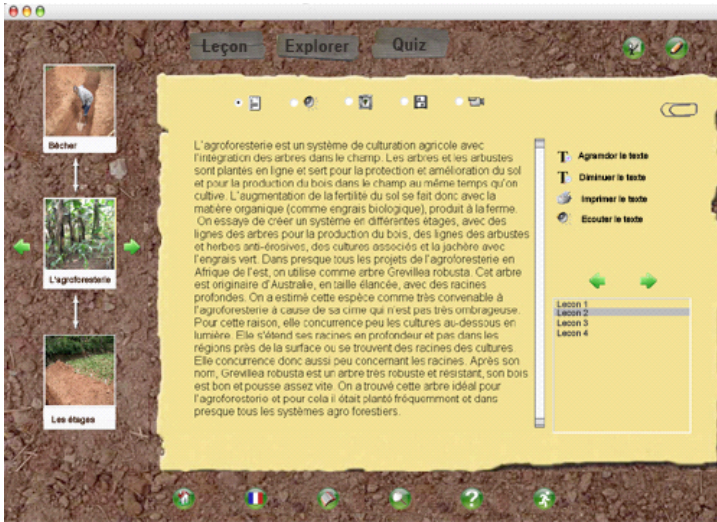 Leçon
Explorer
Quiz
Bêcher
L'agroforesterie
Les étages
L'agroforesterie est un système de culturation agricole avec
l'intégration des arbres dans le champ. Les arbres et les arbustes
sont plantés en ligne et sert pour la protection et amélioration du sol
et pour la production du bois dans le champ au même temps qu'on
cultive. L'augmentation de la fertilité du sol se fait donc avec la
matière organique (comme engrais biologique), produit à la ferme.
On essaye de créer un système en différentes étages, avec des
lignes des arbres pour la production du bois, des lignes des arbustes
et herbes anti-érosives, des cultures associés et la jachère avec
l'engrais vert. Dans presque tous les projets de l'agroforesterie en
Afrique de l'est, on utilise comme arbre Grevillea robusta. Cet arbre
est originaire d'Australie, en taille élancée, avec des racines
profondes. On a estimé cette espèce comme très convenable à
l'agroforesterie à cause de sa cime qui n'est pas très ombrageuse.
Pour cette raison, elle concurrence peu les cultures au-dessous en
lumière. Elle s'étend ses racines en profondeur et pas dans les
régions près de la surface ou se trouvent des racines des cultures.
Elle concurrence donc aussi peu concernant les racines. Après son
nom, Grevillea robusta est un arbre très robuste et résistant, son bois
est bon et pousse assez vite. On a trouvé cette arbre idéal pour
l'agroforesterie et pour cela il était planté fréquemment et dans
presque tous les systèmes agro forestiers.
T Agrandir le texte
T Diminuer le texte
Imprimer le texte
Ecouter le texte
Lecon 1
Lecon 2
Lecon 3
Lecon 4
?